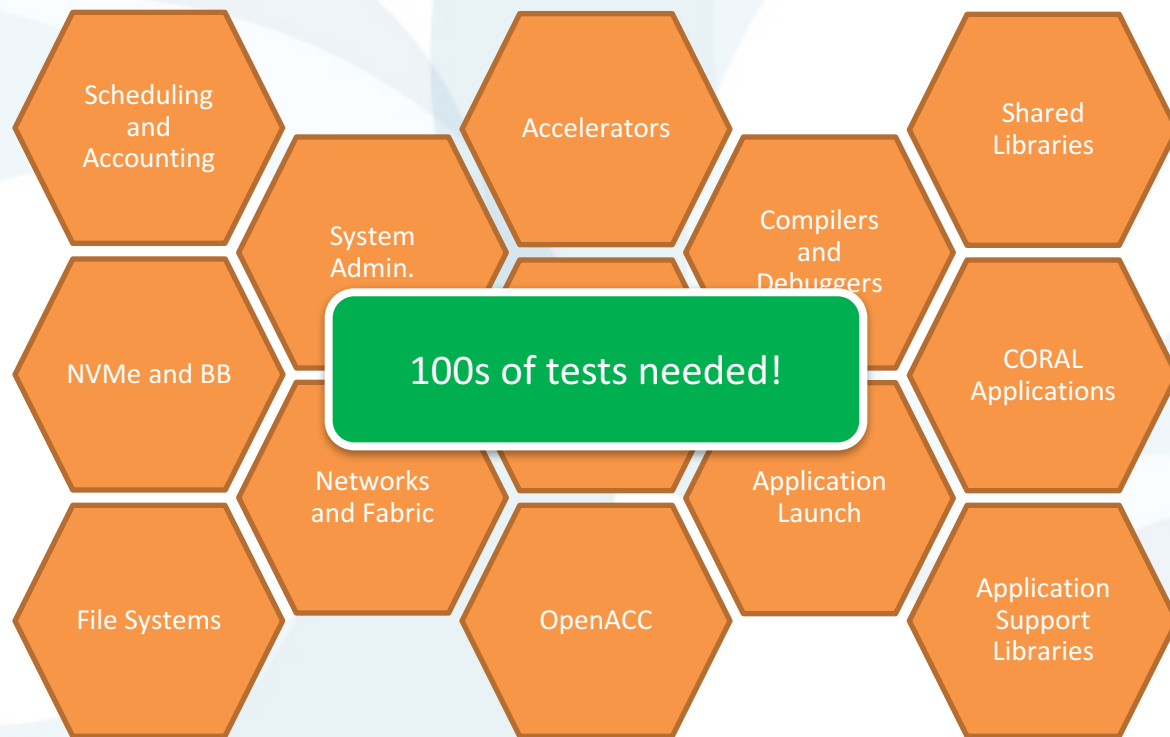 Scheduling
and
Accounting
Accelerators
Shared
Libraries
System
Admin.
Compilers
and
Debuggers
NVMe and BB
100s of tests needed!
CORAL
Applications
Networks
and Fabric
Application
Launch
File Systems
OpenACC
Application
Support
Libraries